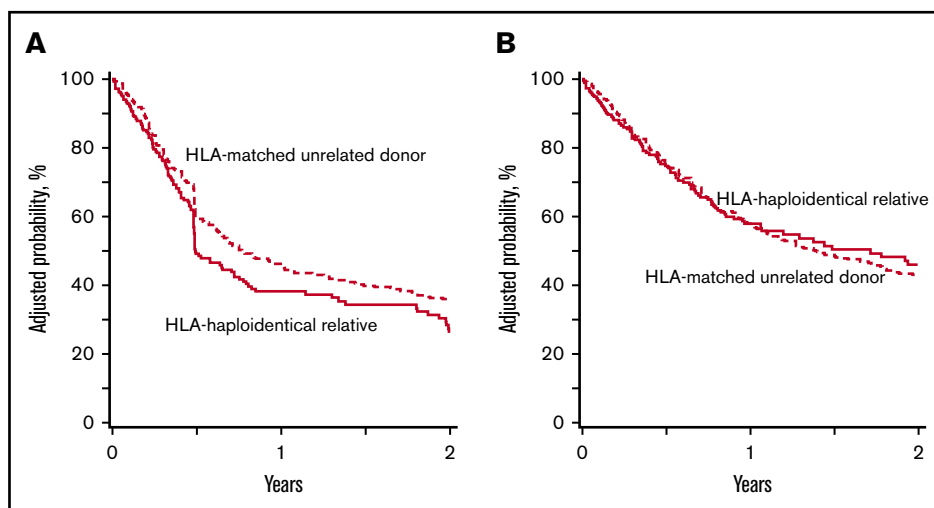 A
Adjusted probability, %
100
80
60
40
20
0
HLA-matched unrelated donor
HLA-haploidentical relative
0
1
2
Years
B
Adjusted probability, %
100
80
60
40
20
0
HLA-haploidentical relative
HLA-matched unrelated donor
0
1
2
Years